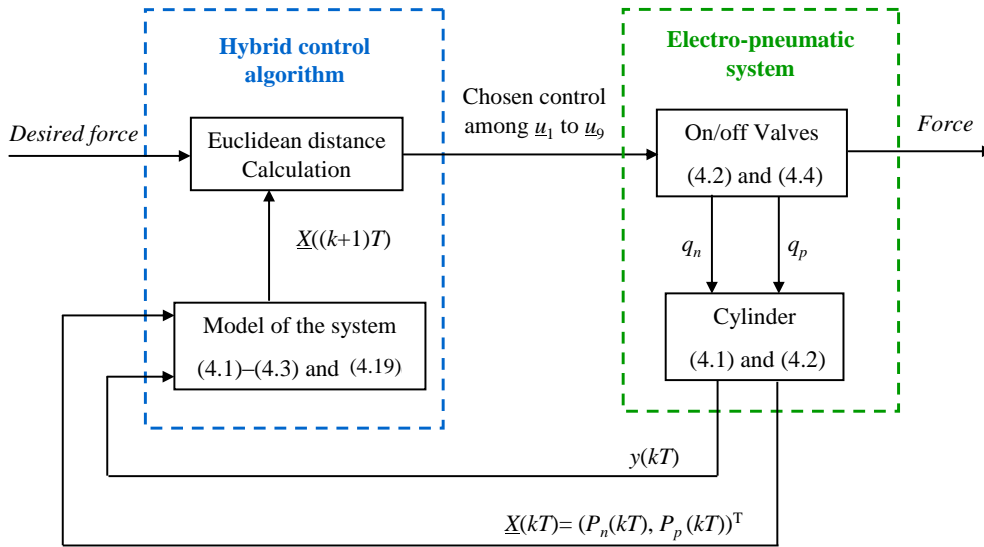 Hybrid control
algorithm
Electro-pneumatic
system
Desired force
Euclidean distance
Calculation
Chosen control
among u̲₁ to u̲₉
On/off Valves
(4.2) and (4.4)
Force
X̲((k+1)T)
qₙ
qₚ
Model of the system
(4.1)–(4.3) and (4.19)
Cylinder
(4.1) and (4.2)
y(kT)
X̲(kT)= (Pₙ(kT), Pₚ (kT))ᵀ